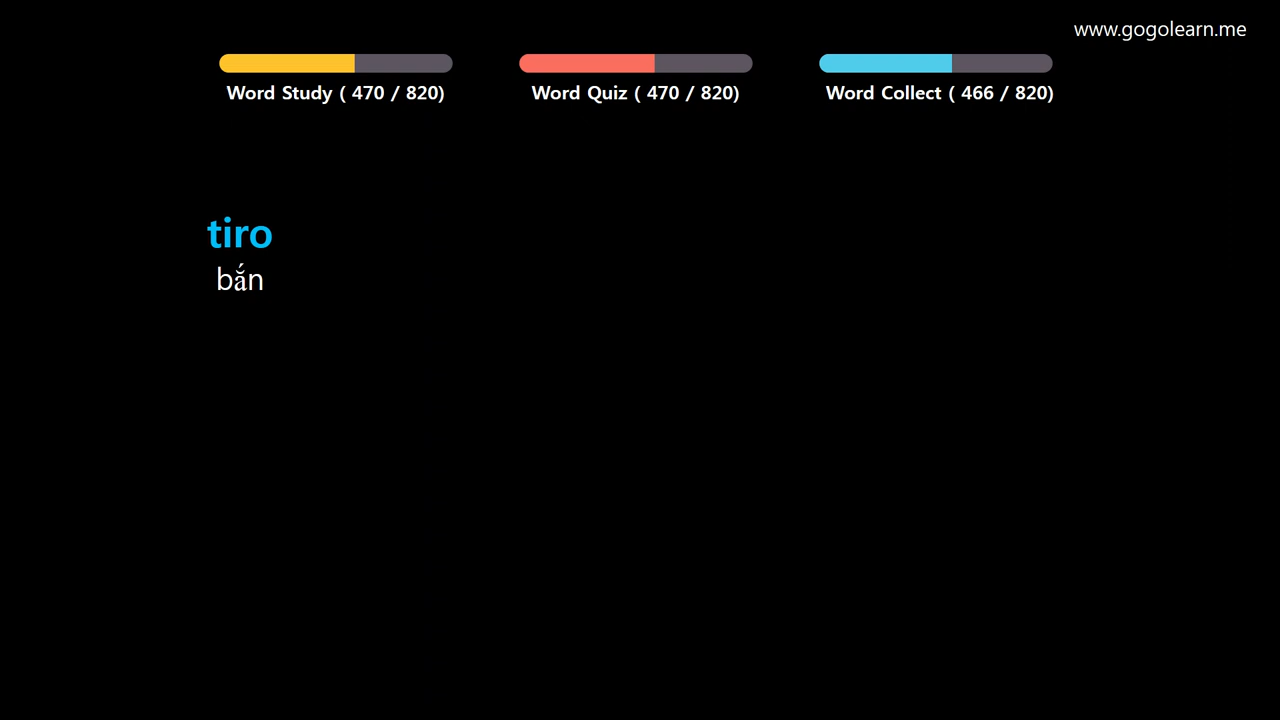 www.gogolearn.me
Word Study ( 470 / 820)
Word Quiz ( 470 / 820)
Word Collect ( 466 / 820)
tiro
bắn